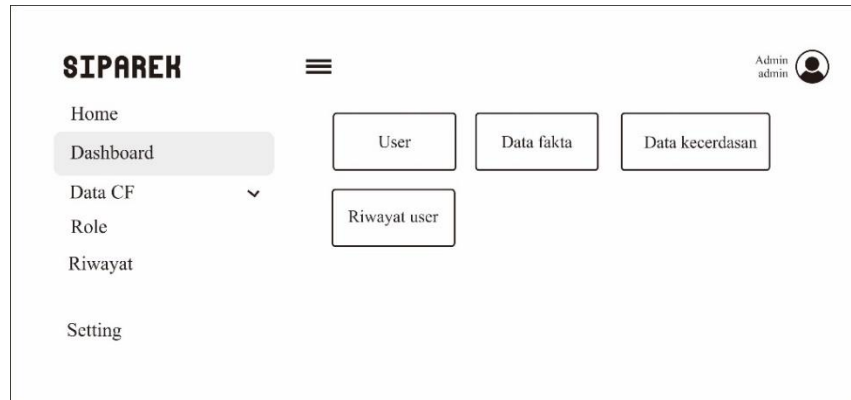 SIPAREK
Admin
admin
Home
Dashboard
Data CF
Role
Riwayat
Setting
User
Data fakta
Data kecerdasan
Riwayat user